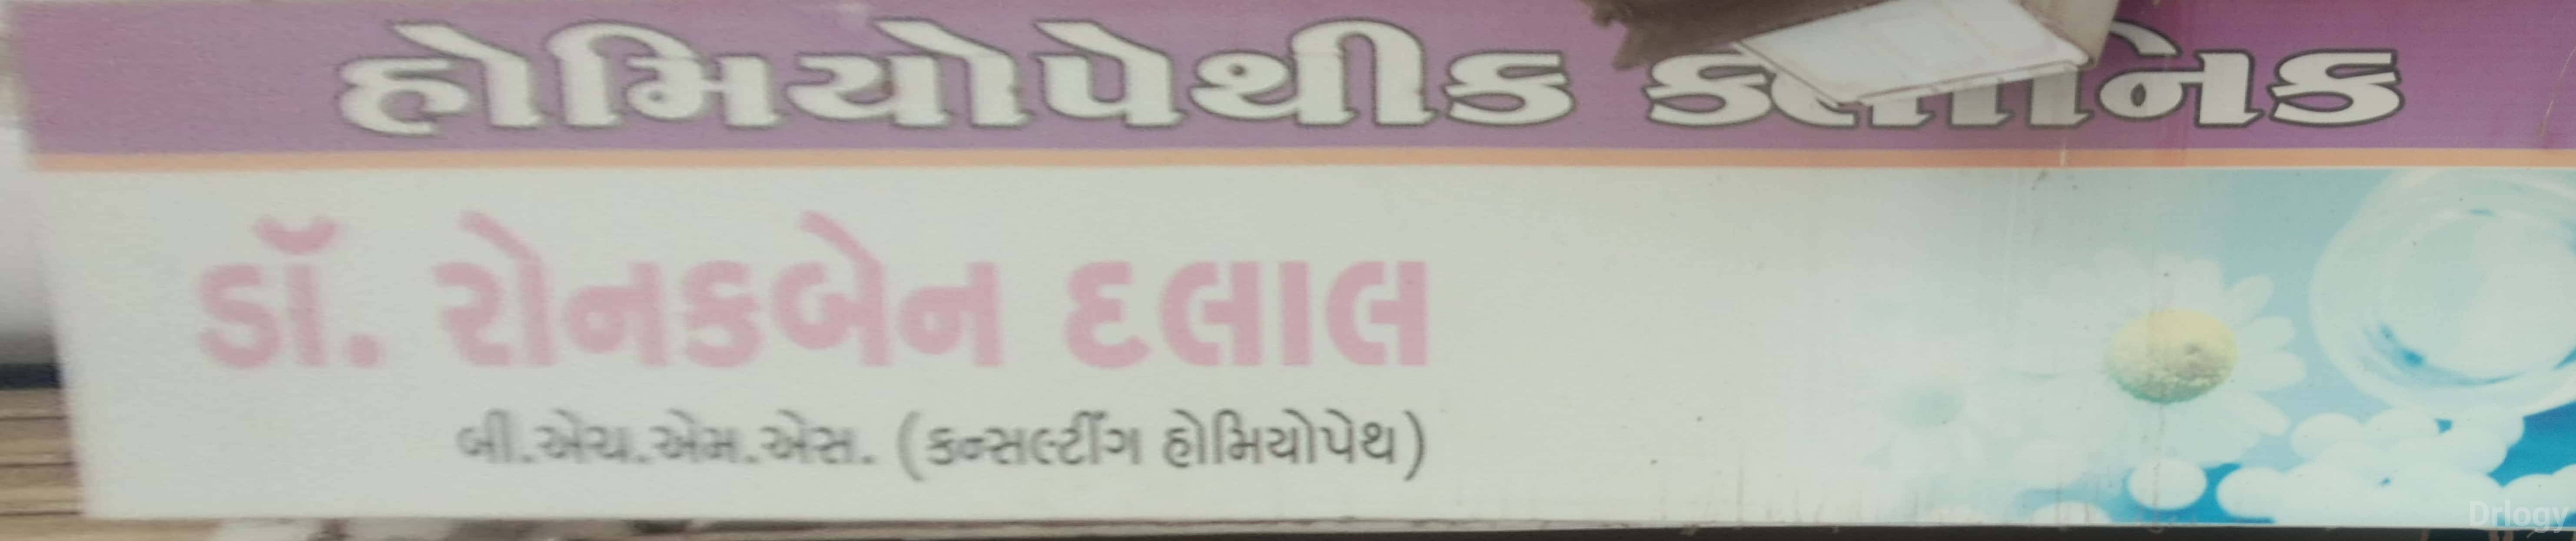 હોમિયોપેથીક ક્લીનિક
ડૉ. રોનકબેન દલાલ
બી.એચ.એમ.એસ. (કન્સલ્ટીંગ હોમિયોપેથ)
Drlogy